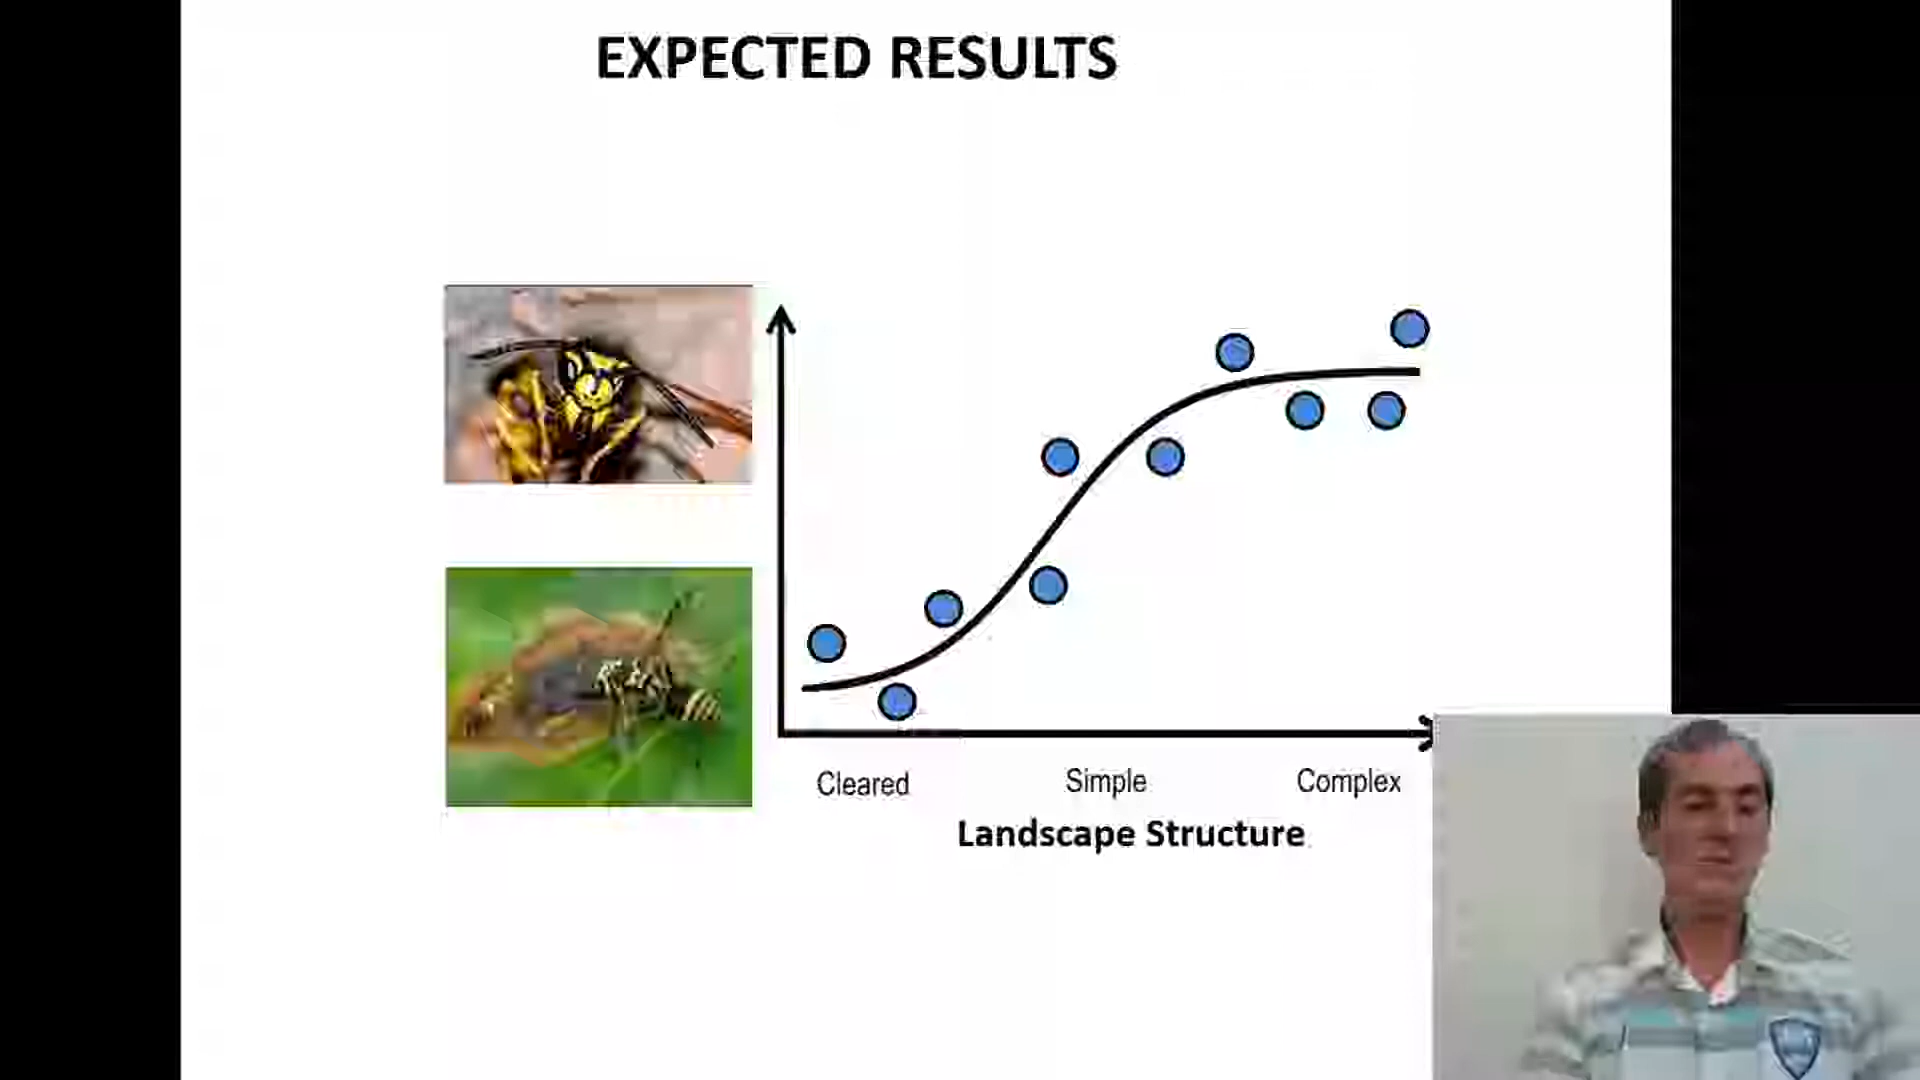 EXPECTED RESULTS
Cleared
Simple
Complex
Landscape Structure